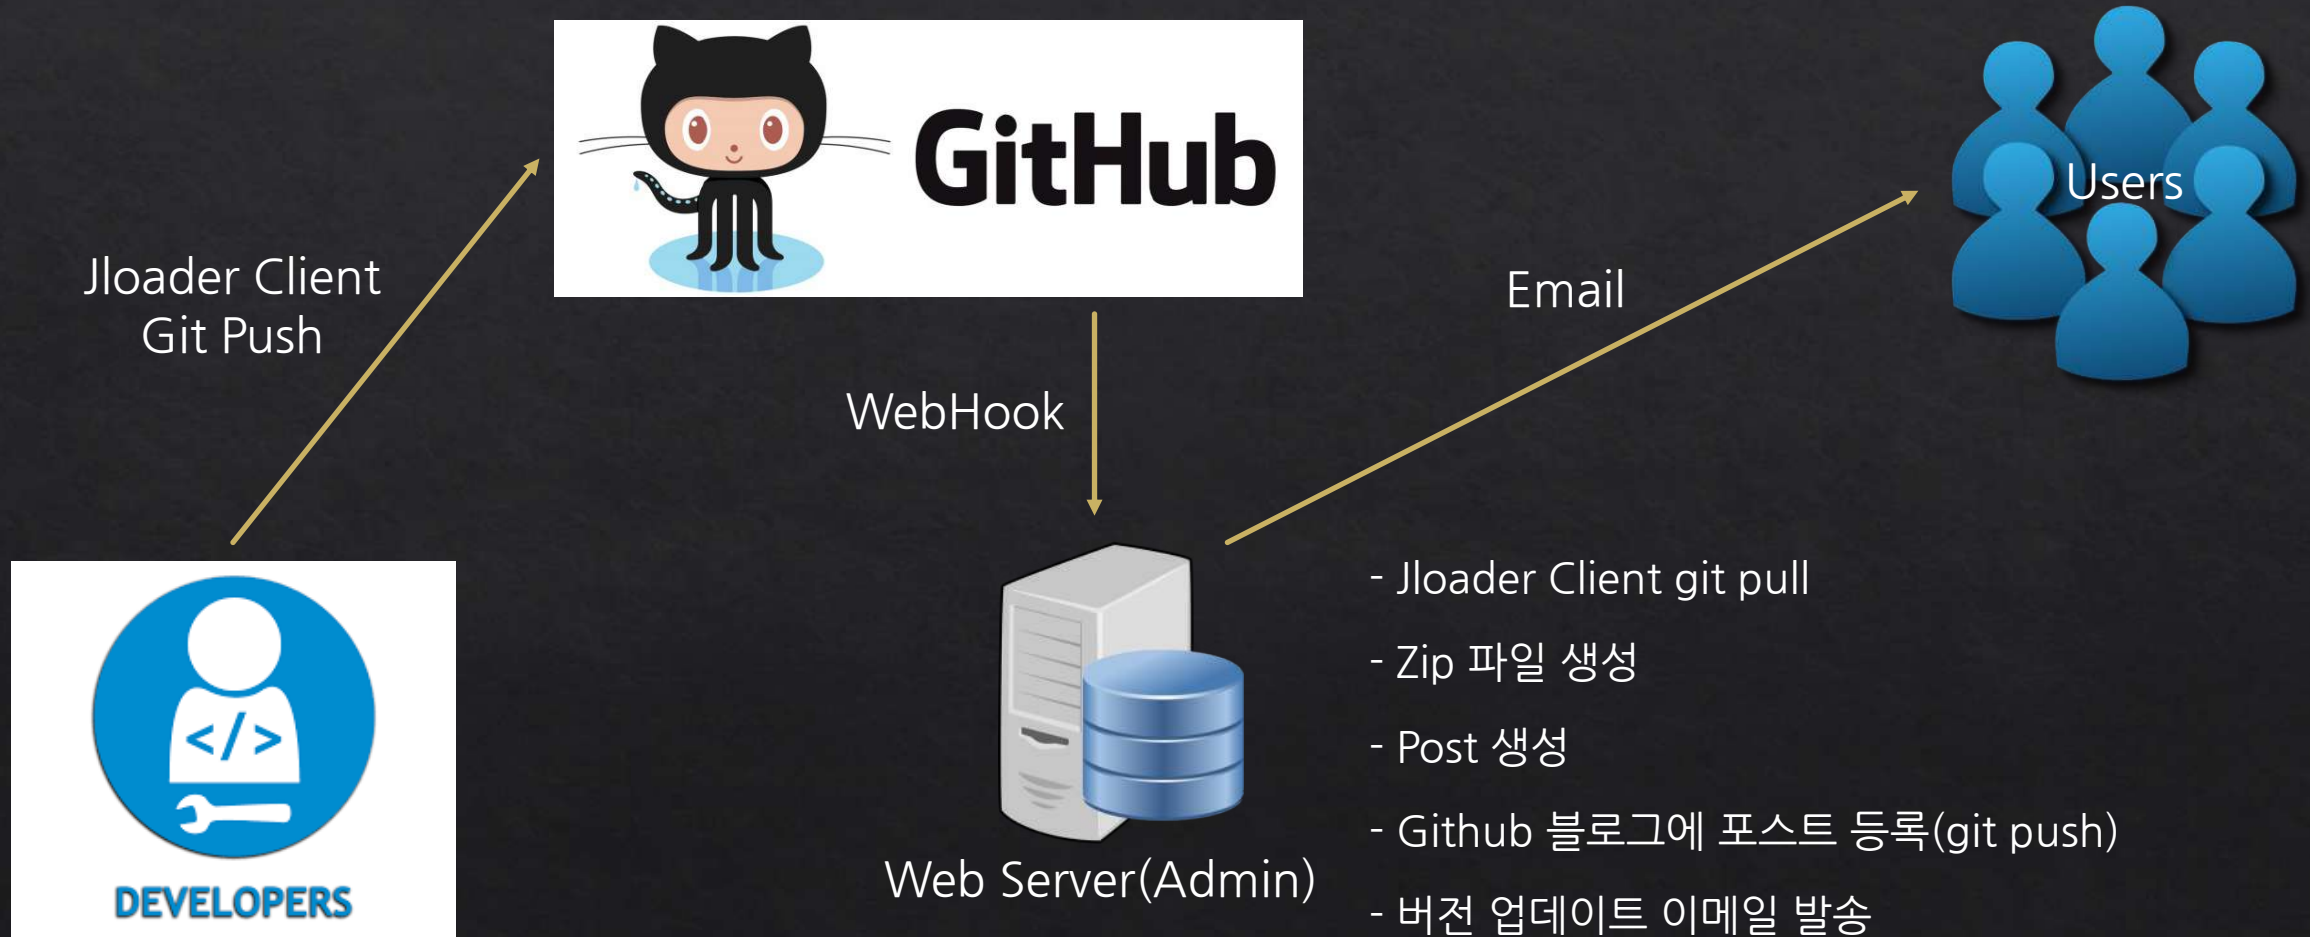 GitHub
Users
Jloader Client
Git Push
Email
WebHook
</>
DEVELOPERS
Web Server(Admin)
- Jloader Client git pull
- Zip 파일 생성
- Post 생성
- Github 블로그에 포스트 등록(git push)
- 버전 업데이트 이메일 발송